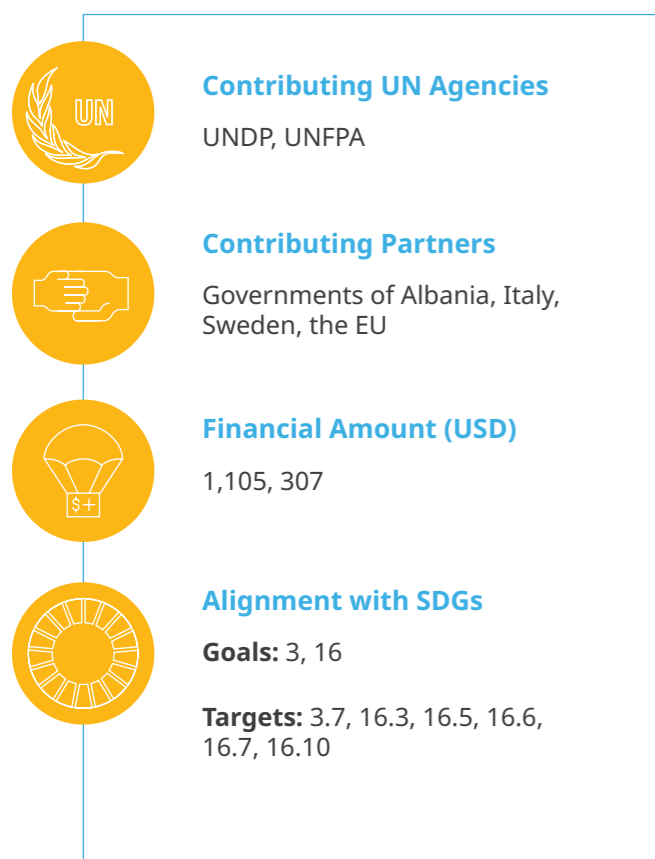 UN
Contributing UN Agencies
UNDP, UNFPA
Contributing Partners
Governments of Albania, Italy,
Sweden, the EU
Financial Amount (USD)
$+
1,105, 307
Alignment with SDGs
Goals: 3, 16
Targets: 3.7, 16.3, 16.5, 16.6,
16.7, 16.10